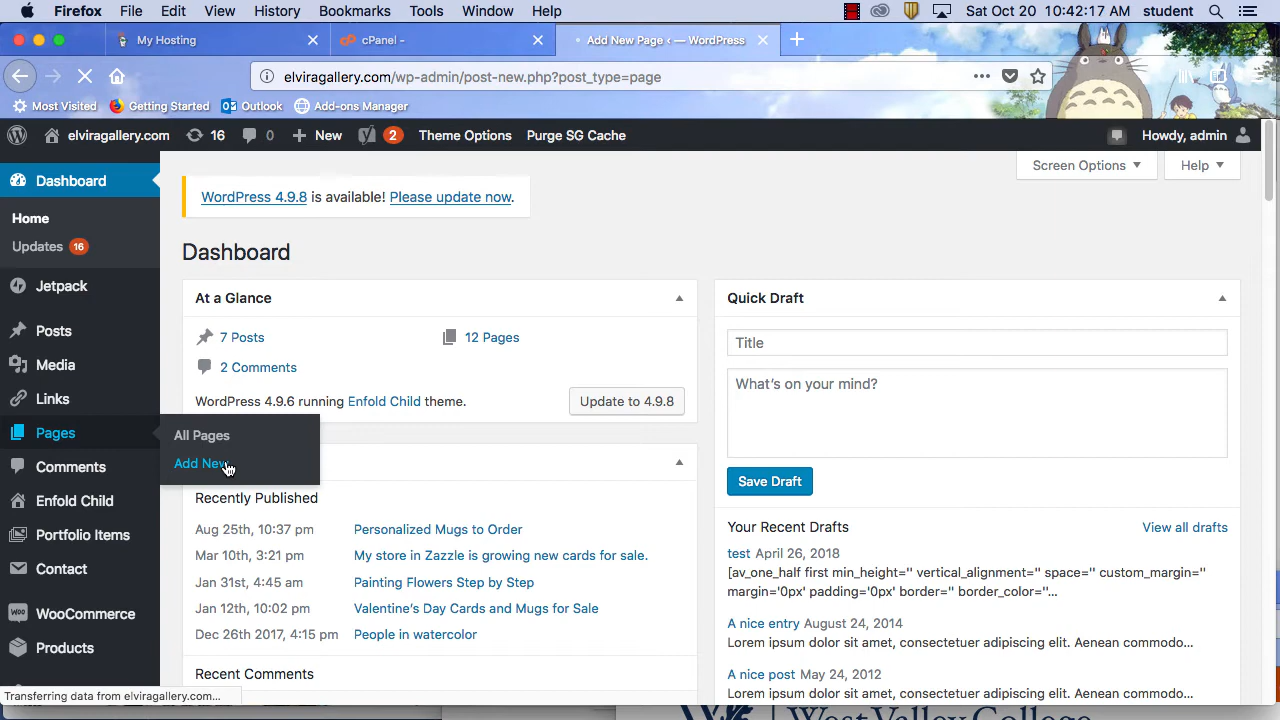 Firefox File Edit View History Bookmarks Tools Window Help Sat Oct 20 10:42:17 AM student
My Hosting cPanel - Add New Page ‹ — WordPress
elviragallery.com/wp-admin/post-new.php?post_type=page
Most Visited Getting Started Outlook Add-ons Manager
elviragallery.com 16 0 New 2 Theme Options Purge SG Cache Howdy, admin
Dashboard
Home
Updates 16
Jetpack
Posts
Media
Links
Pages
Comments
Enfold Child
Portfolio Items
Contact
WooCommerce
Products
All Pages
Add New
Screen Options Help
WordPress 4.9.8 is available! Please update now.
Dashboard
At a Glance
7 Posts 12 Pages
2 Comments
WordPress 4.9.6 running Enfold Child theme. Update to 4.9.8
Recently Published
Aug 25th, 10:37 pm Personalized Mugs to Order
Mar 10th, 3:21 pm My store in Zazzle is growing new cards for sale.
Jan 31st, 4:45 am Painting Flowers Step by Step
Jan 12th, 10:02 pm Valentine's Day Cards and Mugs for Sale
Dec 26th 2017, 4:15 pm People in watercolor
Recent Comments
Quick Draft
Title
What's on your mind?
Save Draft
Your Recent Drafts View all drafts
test April 26, 2018
[av_one_half first min_height='' vertical_alignment='' space='' custom_margin=''
margin='0px' padding='0px' border='' border_color=''...
A nice entry August 24, 2014
Lorem ipsum dolor sit amet, consectetuer adipiscing elit. Aenean commodo...
A nice post May 24, 2012
Lorem ipsum dolor sit amet, consectetuer adipiscing elit. Aenean commodo...
Transferring data from elviragallery.com...
West Valley College